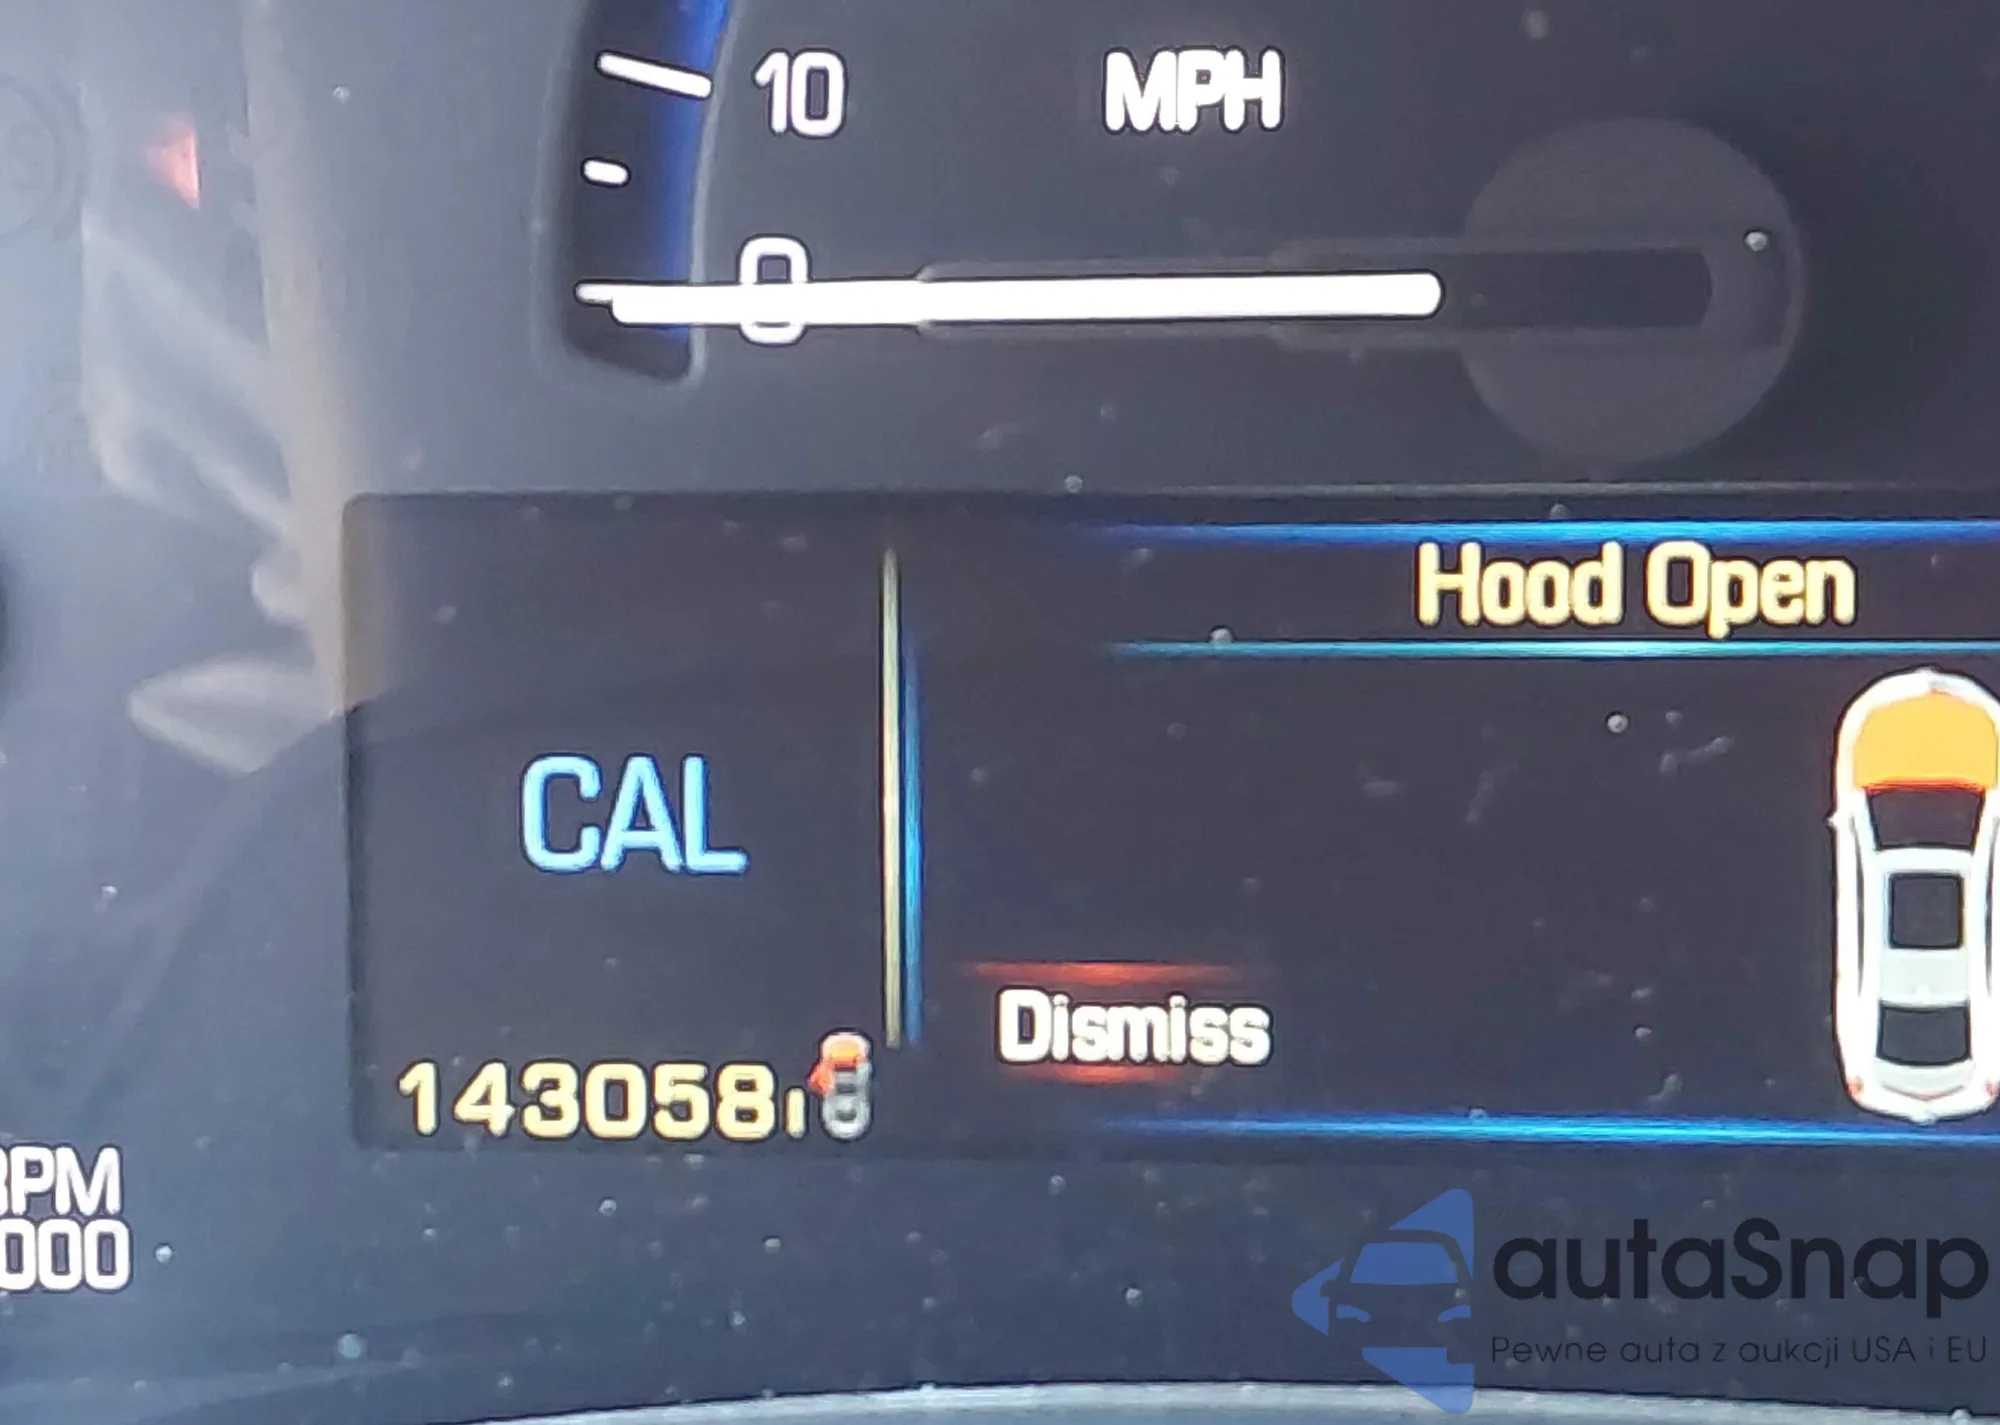 10
MPH
0
Hood Open
CAL
Dismiss
143058
RPM
000
autaSnap
Pewne auta z aukcji USA i EU